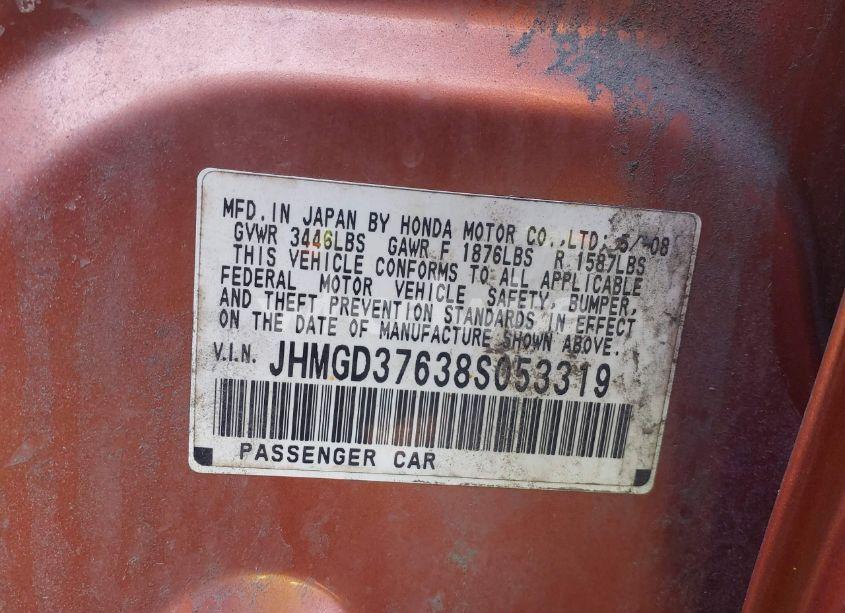 MFD. IN JAPAN BY HONDA MOTOR CO.,LTD; 5/'08
GVWR 3446LBS GAWR F 1876LBS R 1587LBS
THIS VEHICLE CONFORMS TO ALL APPLICABLE
FEDERAL MOTOR VEHICLE SAFETY, BUMPER,
AND THEFT PREVENTION STANDARDS IN EFFECT
ON THE DATE OF MANUFACTURE SHOWN ABOVE.
V.I.N. JHMGD37638S053319
PASSENGER CAR